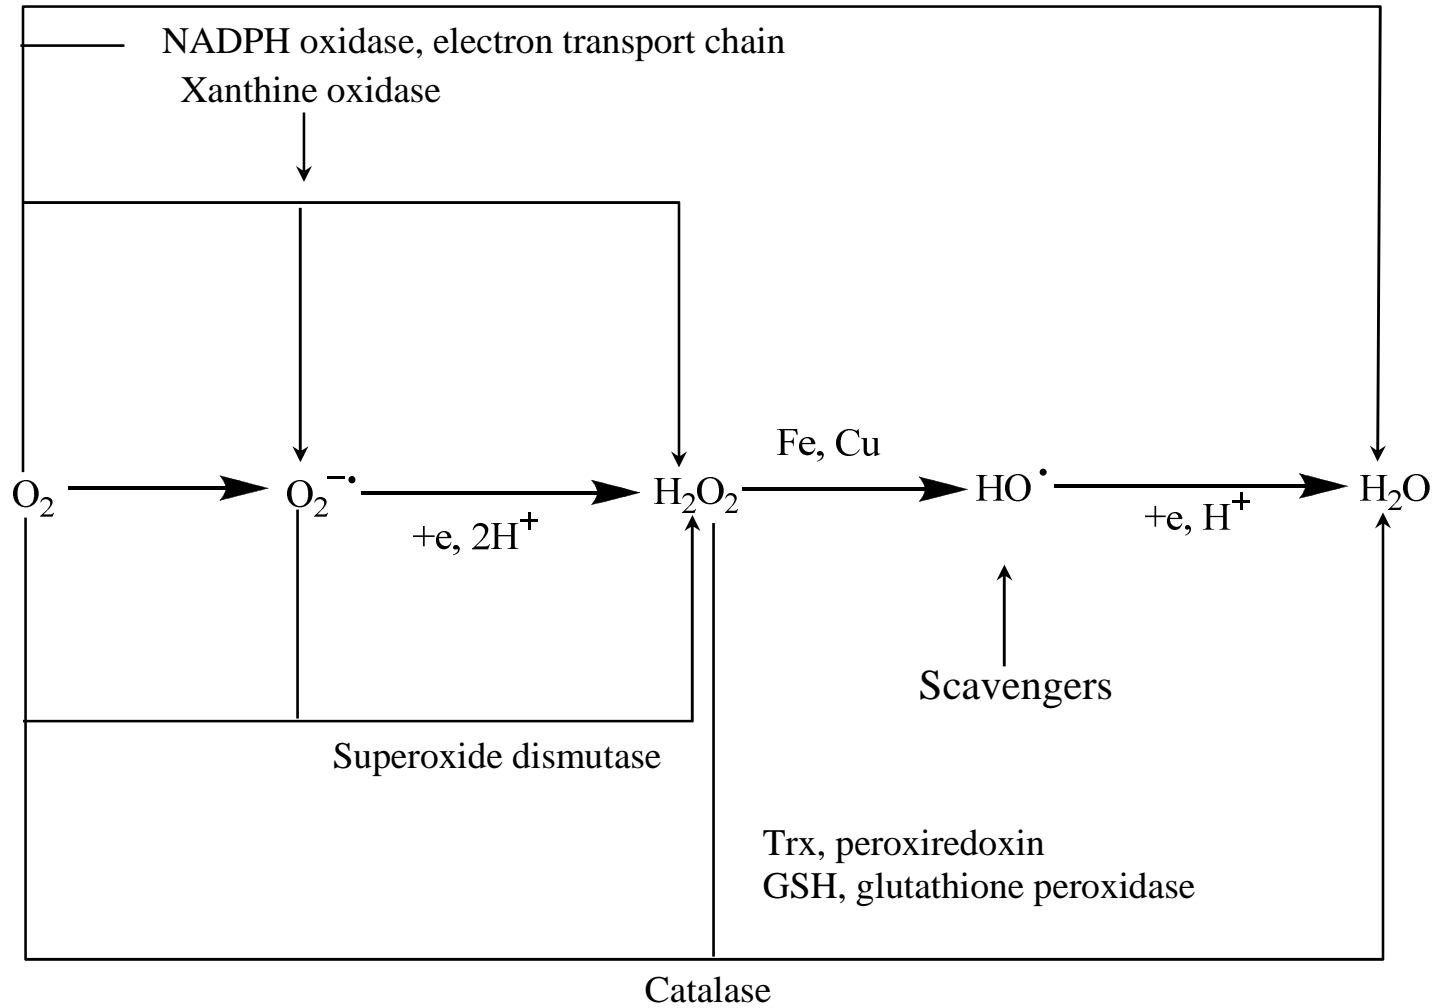 NADPH oxidase, electron transport chain
Xanthine oxidase
Fe, Cu
O₂
O₂⁻·
H₂O₂
HO·
H₂O
+e, 2H⁺
+e, H⁺
Scavengers
Superoxide dismutase
Trx, peroxiredoxin
GSH, glutathione peroxidase
Catalase